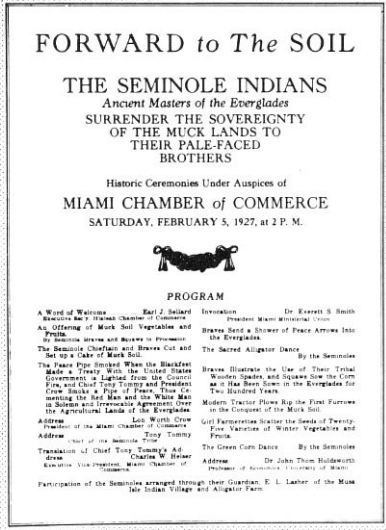 FORWARD to The SOIL
THE SEMINOLE INDIANS
Ancient Masters of the Everglades
SURRENDER THE SOVEREIGNTY
OF THE MUCK LANDS TO
THEIR PALE-FACED
BROTHERS
Historic Ceremonies Under Auspices of
MIAMI CHAMBER of COMMERCE
SATURDAY, FEBRUARY 5, 1927, at 2 P. M.
PROGRAM
A Word of Welcome Earl J. Sellard
Executive Sec'y. Hialeah Chamber of Commerce
An Offering of Muck Soil Vegetables and
Fruits.
By Seminole Braves and Squaws in Procession
The Seminole Chieftain and Braves Cut and
Set up a Cake of Muck Soil.
The Peace Pipe Smoked When the Blackfeet
Made a Treaty With the United States
Government is Lighted from the Council
Fire, and Chief Tony Tommy and President
Crow Smoke a Pipe of Peace, Thus Ce-
menting the Red Man and the White Man
in Solemn and Irrevocable Agreement Over
the Agricultural Lands of the Everglades.
Address Lon Worth Crow
President of the Miami Chamber of Commerce
Address Tony Tommy
Chief of the Seminole Tribe
Translation of Chief Tony Tommy's Ad-
dress Charles W Helser
Executive Vice-President, Miami Chamber of
Commerce.
Invocation Dr. Everett S. Smith
President Miami Ministerial Union
Braves Send a Shower of Peace Arrows Into
the Everglades.
The Sacred Alligator Dance
By the Seminoles
Braves Illustrate the Use of Their Tribal
Wooden Spades, and Squaws Sow the Corn
as it Has Been Sown in the Everglades for
Two Hundred Years.
Modern Tractor Plows Rip the First Furrows
in the Conquest of the Muck Soil.
Girl Farmerettes Scatter the Seeds of Twenty-
Five Varieties of Winter Vegetables and
Fruits.
The Green Corn Dance By the Seminoles
Address Dr. John Thom Holdsworth
Professor of Economics University of Miami
Participation of the Seminoles arranged through their Guardian, E. L. Lasher of the Musa
Isle Indian Village and Alligator Farm.